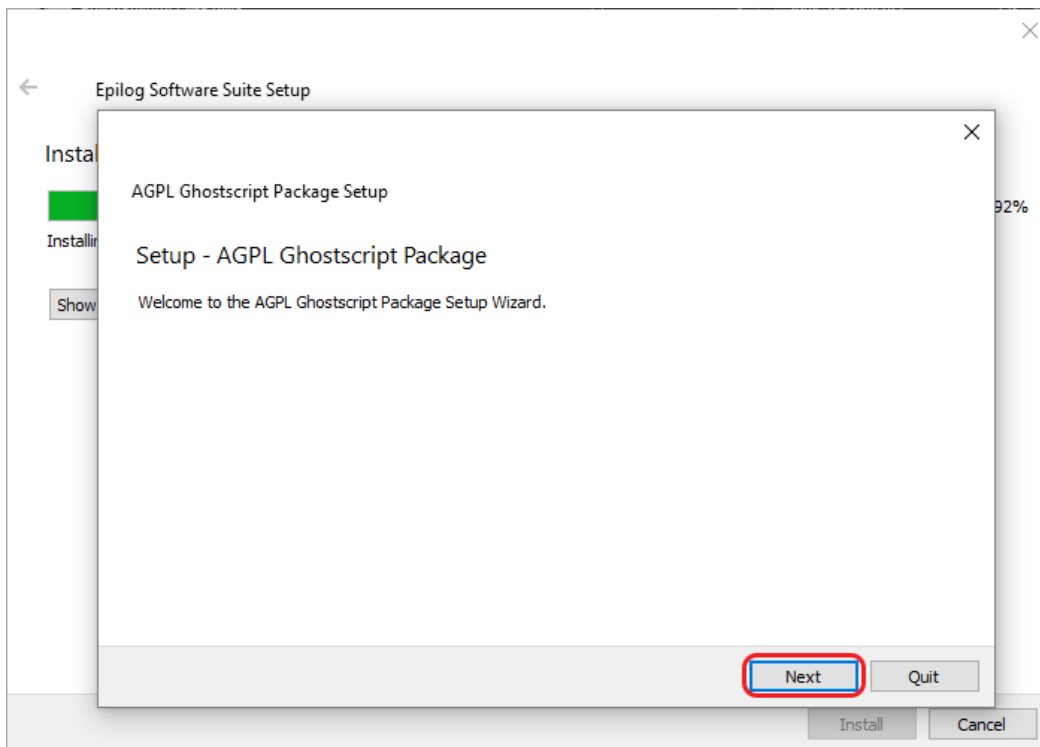 Epilog Software Suite Setup
Instal
92%
Installin
Show
AGPL Ghostscript Package Setup
Setup - AGPL Ghostscript Package
Welcome to the AGPL Ghostscript Package Setup Wizard.
Next
Quit
Install
Cancel